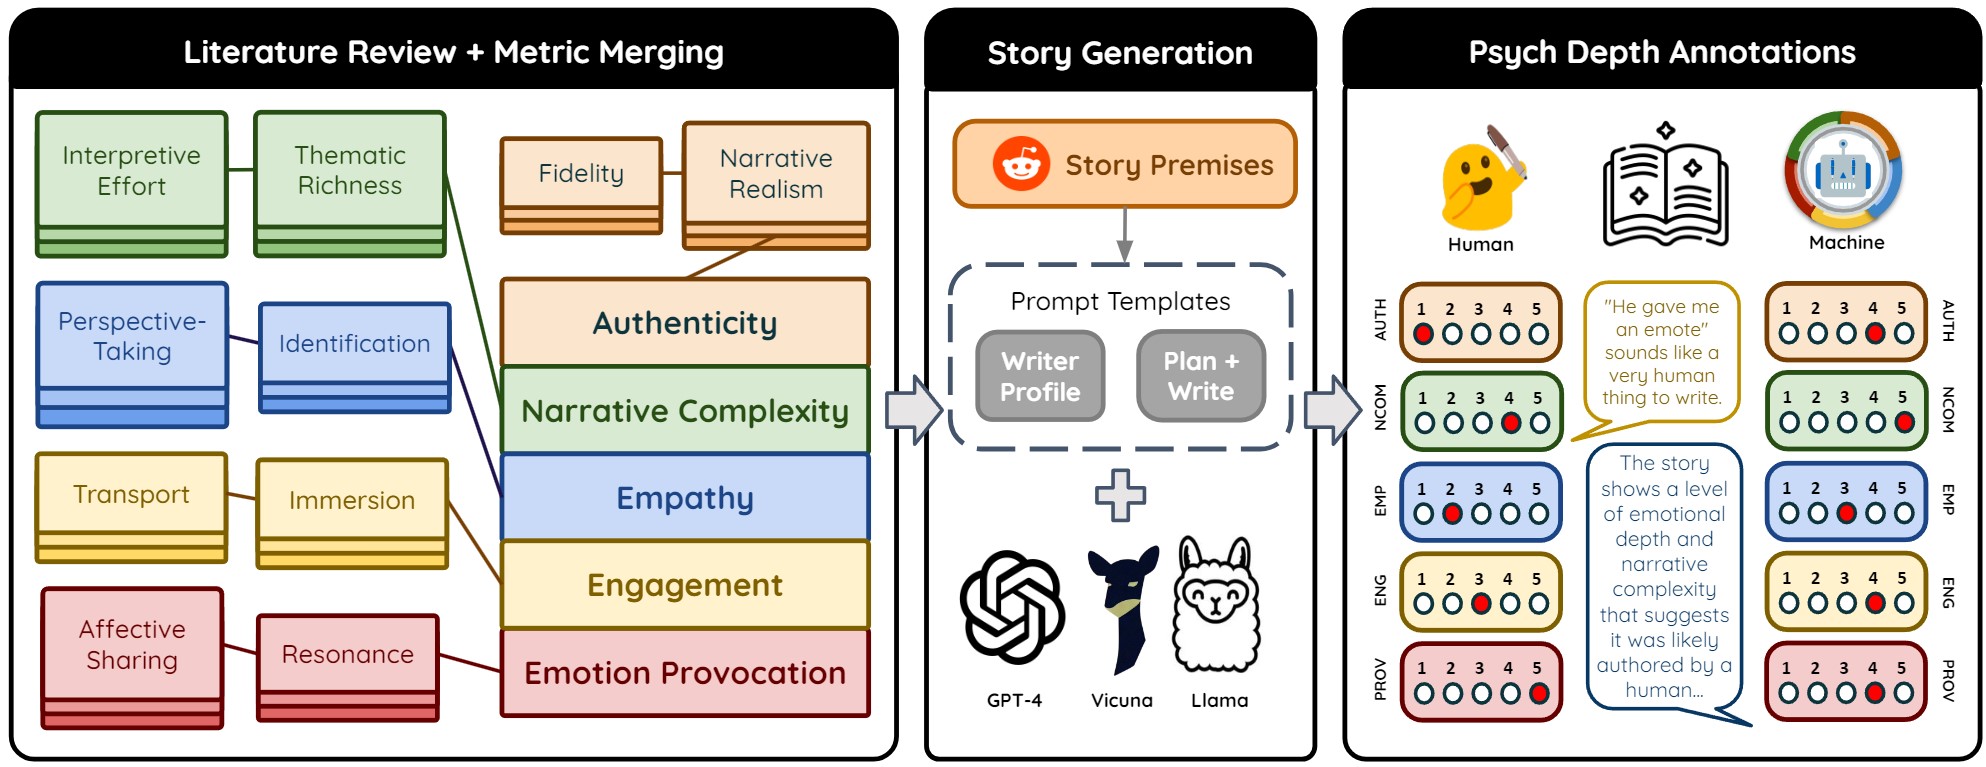 Literature Review + Metric Merging
Interpretive
Effort
Thematic
Richness
Fidelity
Narrative
Realism
Perspective-
Taking
Identification
Transport
Immersion
Affective
Sharing
Resonance
Authenticity
Narrative Complexity
Empathy
Engagement
Emotion Provocation
Story Generation
Story Premises
Prompt Templates
Writer
Profile
Plan +
Write
GPT-4
Vicuna
Llama
Psych Depth Annotations
Human
Machine
AUTH
1 2 3 4 5
NCOM
1 2 3 4 5
EMP
1 2 3 4 5
ENG
1 2 3 4 5
PROV
1 2 3 4 5
"He gave me
an emote"
sounds like a
very human
thing to write.
The story
shows a level
of emotional
depth and
narrative
complexity
that suggests
it was likely
authored by a
human...
1 2 3 4 5
AUTH
1 2 3 4 5
NCOM
1 2 3 4 5
EMP
1 2 3 4 5
ENG
1 2 3 4 5
PROV